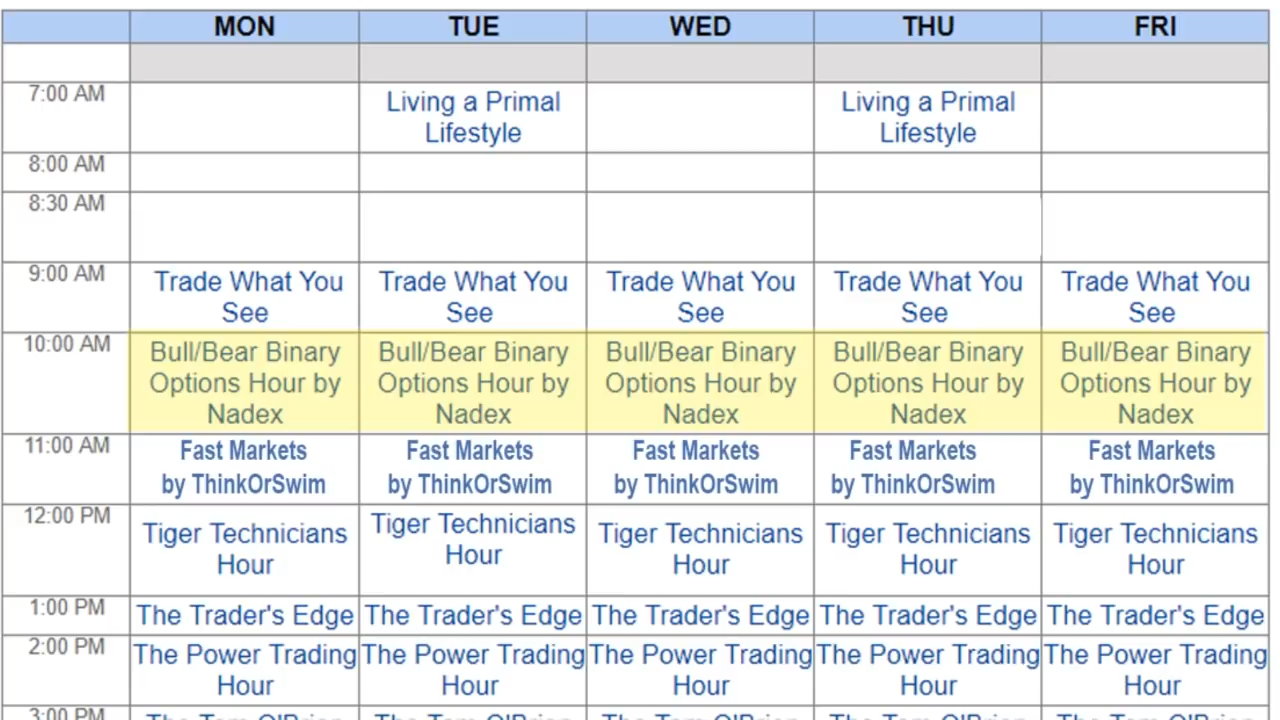 MON TUE WED THU FRI
7:00 AM
Living a Primal Living a Primal
Lifestyle Lifestyle
8:00 AM
8:30 AM
9:00 AM
Trade What You Trade What You Trade What You Trade What You Trade What You
See See See See See
10:00 AM
Bull/Bear Binary Bull/Bear Binary Bull/Bear Binary Bull/Bear Binary Bull/Bear Binary
Options Hour by Options Hour by Options Hour by Options Hour by Options Hour by
Nadex Nadex Nadex Nadex Nadex
11:00 AM
Fast Markets Fast Markets Fast Markets Fast Markets Fast Markets
by ThinkOrSwim by ThinkOrSwim by ThinkOrSwim by ThinkOrSwim by ThinkOrSwim
12:00 PM
Tiger Technicians Tiger Technicians Tiger Technicians Tiger Technicians Tiger Technicians
Hour Hour Hour Hour Hour
1:00 PM
The Trader's Edge The Trader's Edge The Trader's Edge The Trader's Edge The Trader's Edge
2:00 PM
The Power Trading The Power Trading The Power Trading The Power Trading The Power Trading
Hour Hour Hour Hour Hour
3:00 PM
The Tom O'Brien The Tom O'Brien The Tom O'Brien The Tom O'Brien The Tom O'Brien